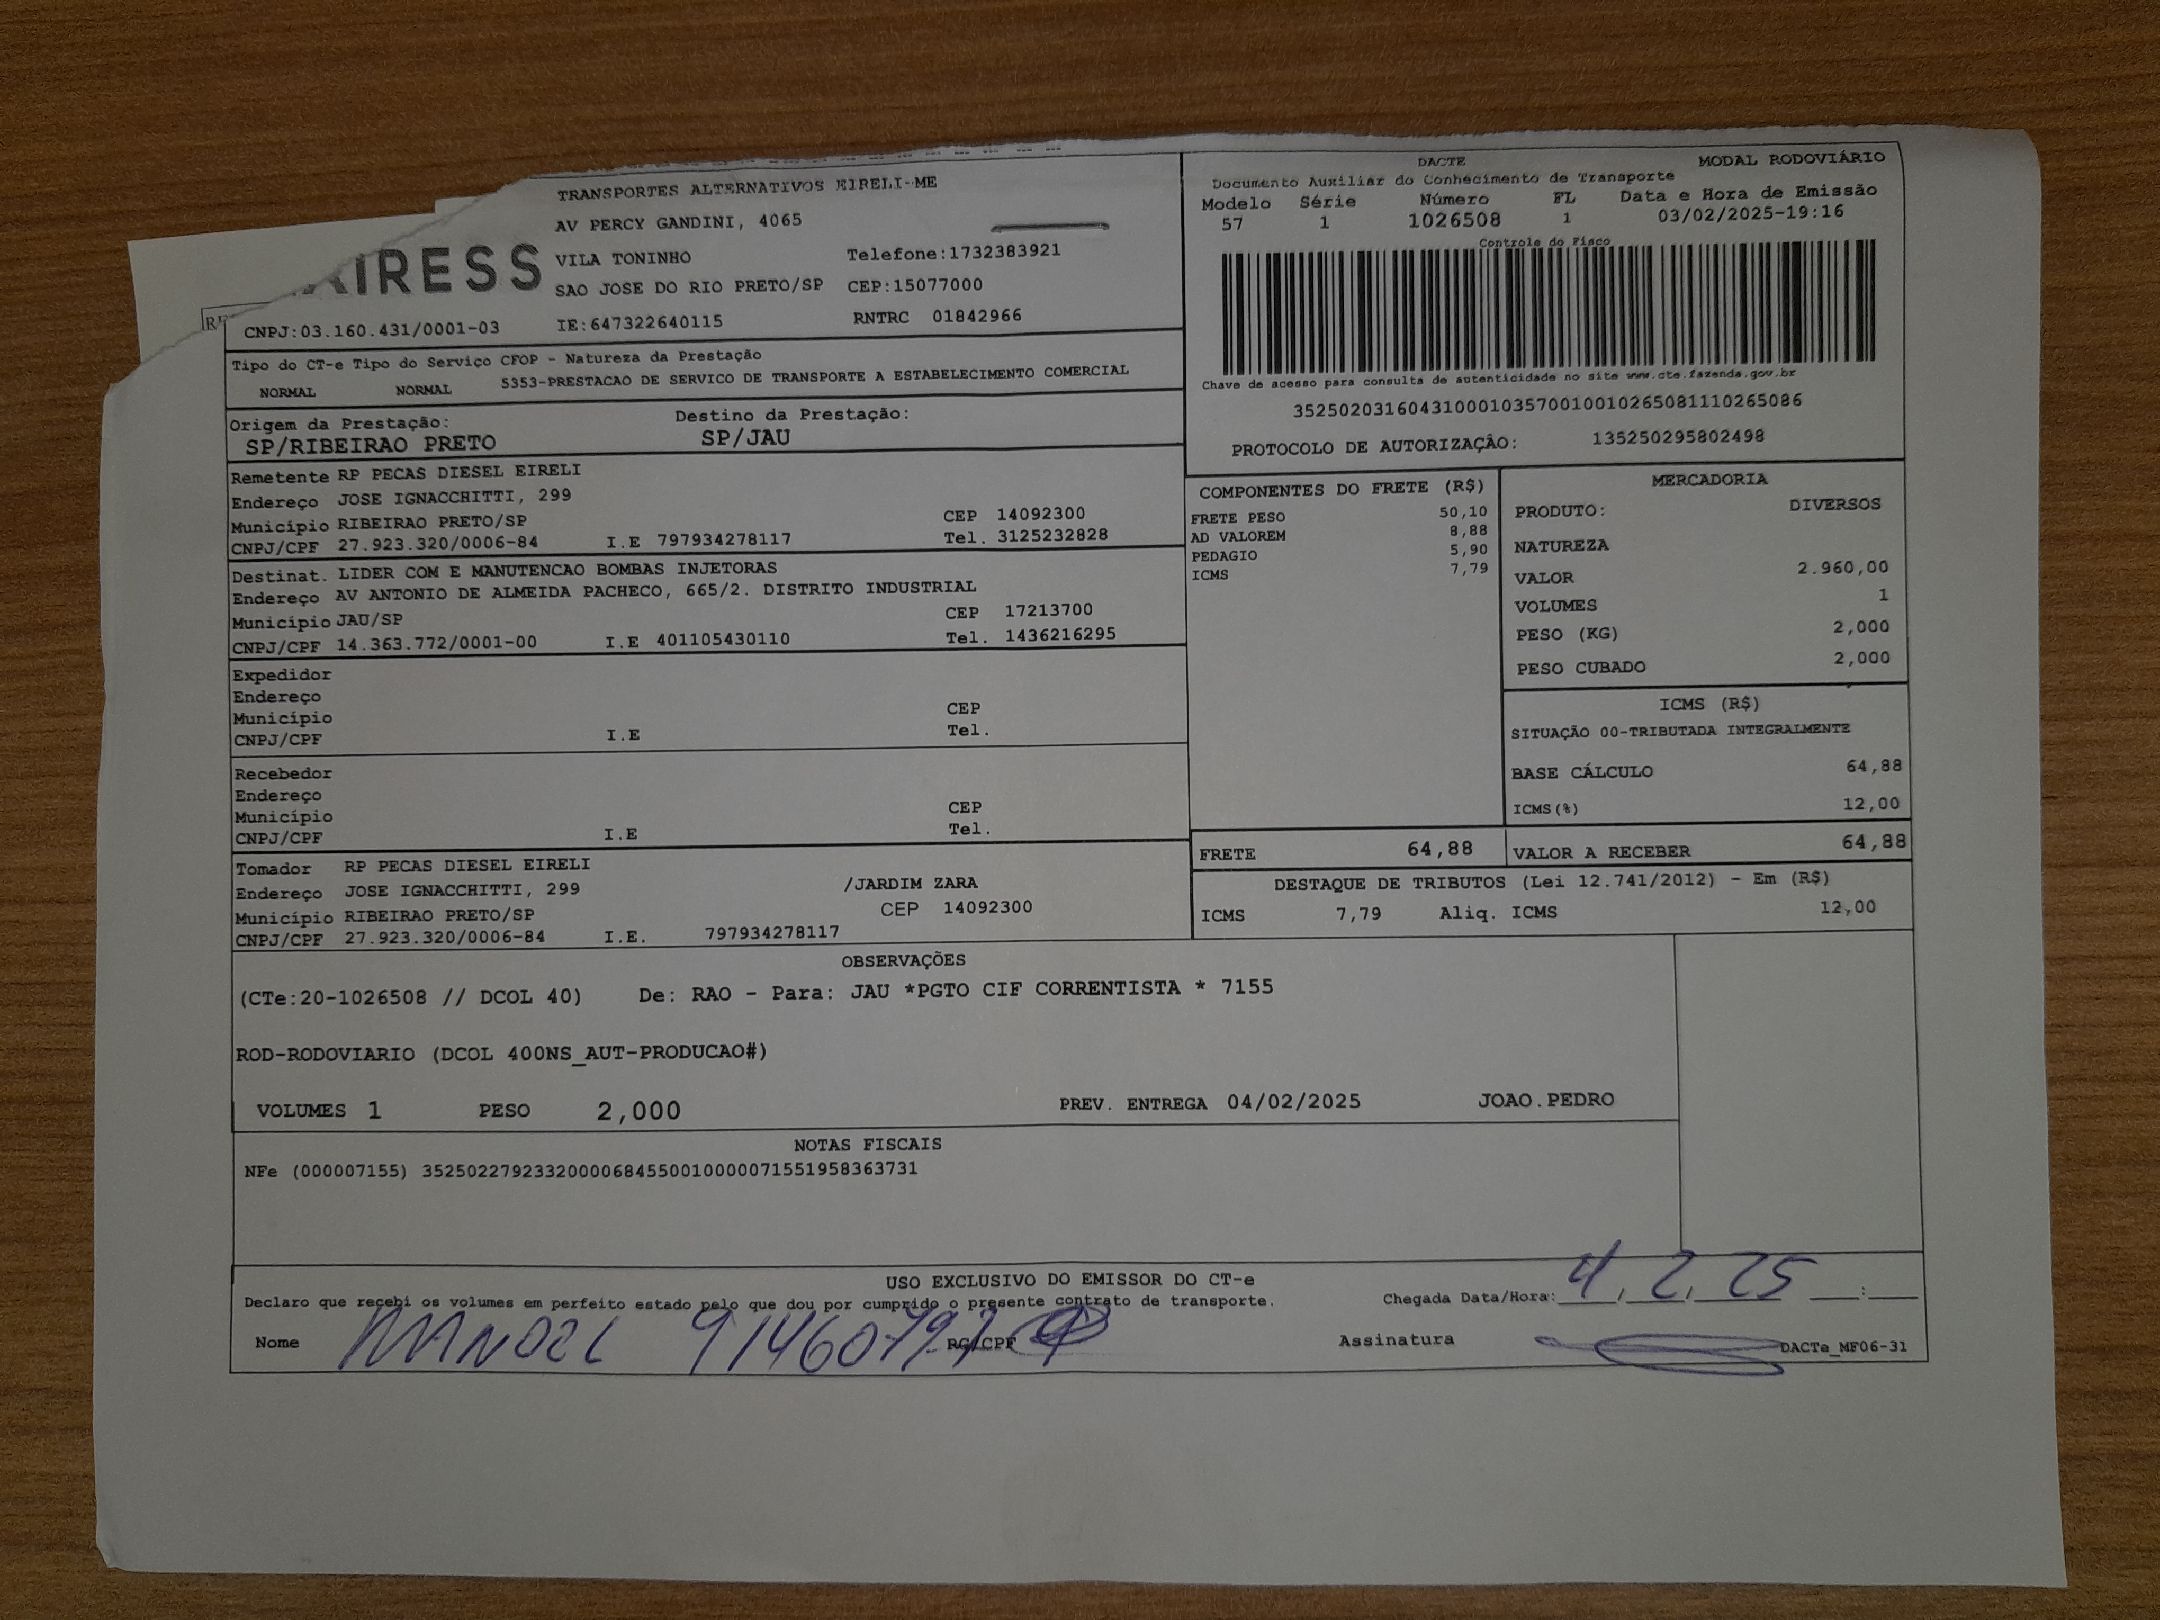 TRANSPORTES ALTERNATIVOS EIRELI-ME
AV PERCY GANDINI, 4065
IRESS
VILA TONINHO Telefone:1732383921
SAO JOSE DO RIO PRETO/SP CEP:15077000
CNPJ:03.160.431/0001-03 IE:647322640115 RNTRC 01842966
DACTE MODAL RODOVIÁRIO
Documento Auxiliar do Conhecimento de Transporte
Modelo Série Número FL Data e Hora de Emissão
57 1 1026508 1 03/02/2025-19:16
Controle do Fisco
Chave de acesso para consulta de autenticidade no site www.cte.fazenda.gov.br
35250203160431000103570010010265081110265086
PROTOCOLO DE AUTORIZAÇÃO: 135250295802498
Tipo do CT-e Tipo do Serviço CFOP - Natureza da Prestação
NORMAL NORMAL 5353-PRESTACAO DE SERVICO DE TRANSPORTE A ESTABELECIMENTO COMERCIAL
Origem da Prestação: Destino da Prestação:
SP/RIBEIRAO PRETO SP/JAU
Remetente RP PECAS DIESEL EIRELI
Endereço JOSE IGNACCHITTI, 299
Município RIBEIRAO PRETO/SP CEP 14092300
CNPJ/CPF 27.923.320/0006-84 I.E 797934278117 Tel. 3125232828
Destinat. LIDER COM E MANUTENCAO BOMBAS INJETORAS
Endereço AV ANTONIO DE ALMEIDA PACHECO, 665/2. DISTRITO INDUSTRIAL
Município JAU/SP CEP 17213700
CNPJ/CPF 14.363.772/0001-00 I.E 401105430110 Tel. 1436216295
Expedidor
Endereço
Município CEP
CNPJ/CPF I.E Tel.
Recebedor
Endereço
Município CEP
CNPJ/CPF I.E Tel.
Tomador RP PECAS DIESEL EIRELI
Endereço JOSE IGNACCHITTI, 299 /JARDIM ZARA
Município RIBEIRAO PRETO/SP CEP 14092300
CNPJ/CPF 27.923.320/0006-84 I.E. 797934278117
COMPONENTES DO FRETE (R$)
FRETE PESO 50,10
AD VALOREM 8,88
PEDAGIO 5,90
ICMS 7,79
MERCADORIA
PRODUTO: DIVERSOS
NATUREZA
VALOR 2.960,00
VOLUMES 1
PESO (KG) 2,000
PESO CUBADO 2,000
ICMS (R$)
SITUAÇÃO 00-TRIBUTADA INTEGRALMENTE
BASE CÁLCULO 64,88
ICMS(%) 12,00
FRETE 64,88 VALOR A RECEBER 64,88
DESTAQUE DE TRIBUTOS (Lei 12.741/2012) - Em (R$)
ICMS 7,79 Aliq. ICMS 12,00
OBSERVAÇÕES
(CTe:20-1026508 // DCOL 40) De: RAO - Para: JAU *PGTO CIF CORRENTISTA * 7155
ROD-RODOVIARIO (DCOL 400NS_AUT-PRODUCAO#)
VOLUMES 1 PESO 2,000 PREV. ENTREGA 04/02/2025 JOAO.PEDRO
NOTAS FISCAIS
NFe (000007155) 35250227923320000684550010000071551958363731
USO EXCLUSIVO DO EMISSOR DO CT-e
Declaro que recebi os volumes em perfeito estado pelo que dou por cumprido o presente contrato de transporte. Chegada Data/Hora: 4 . 2 . 25 :
Nome MANOEL RG/CPF Assinatura DACTe_MF06-31